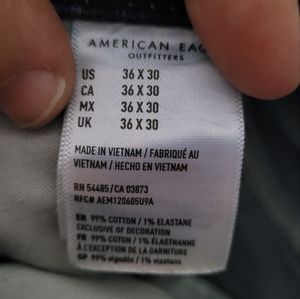 AMERICAN EAG
OUTFITTERS
US 36 X 30
CA 36 X 30
MX 36 X 30
UK 36 X 30
MADE IN VIETNAM / FABRIQUÉ AU
VIETNAM / HECHO EN VIETNAM
RN 54485/CA 03873
RFC# AEM120605U9A
EN 99% COTTON / 1% ELASTANE
EXCLUSIVE OF DECORATION
FR 99% COTON / 1% ÉLASTHANNE
À L'EXCEPTION DE LA GARNITURE
SP 99% algodón / 1% elastano